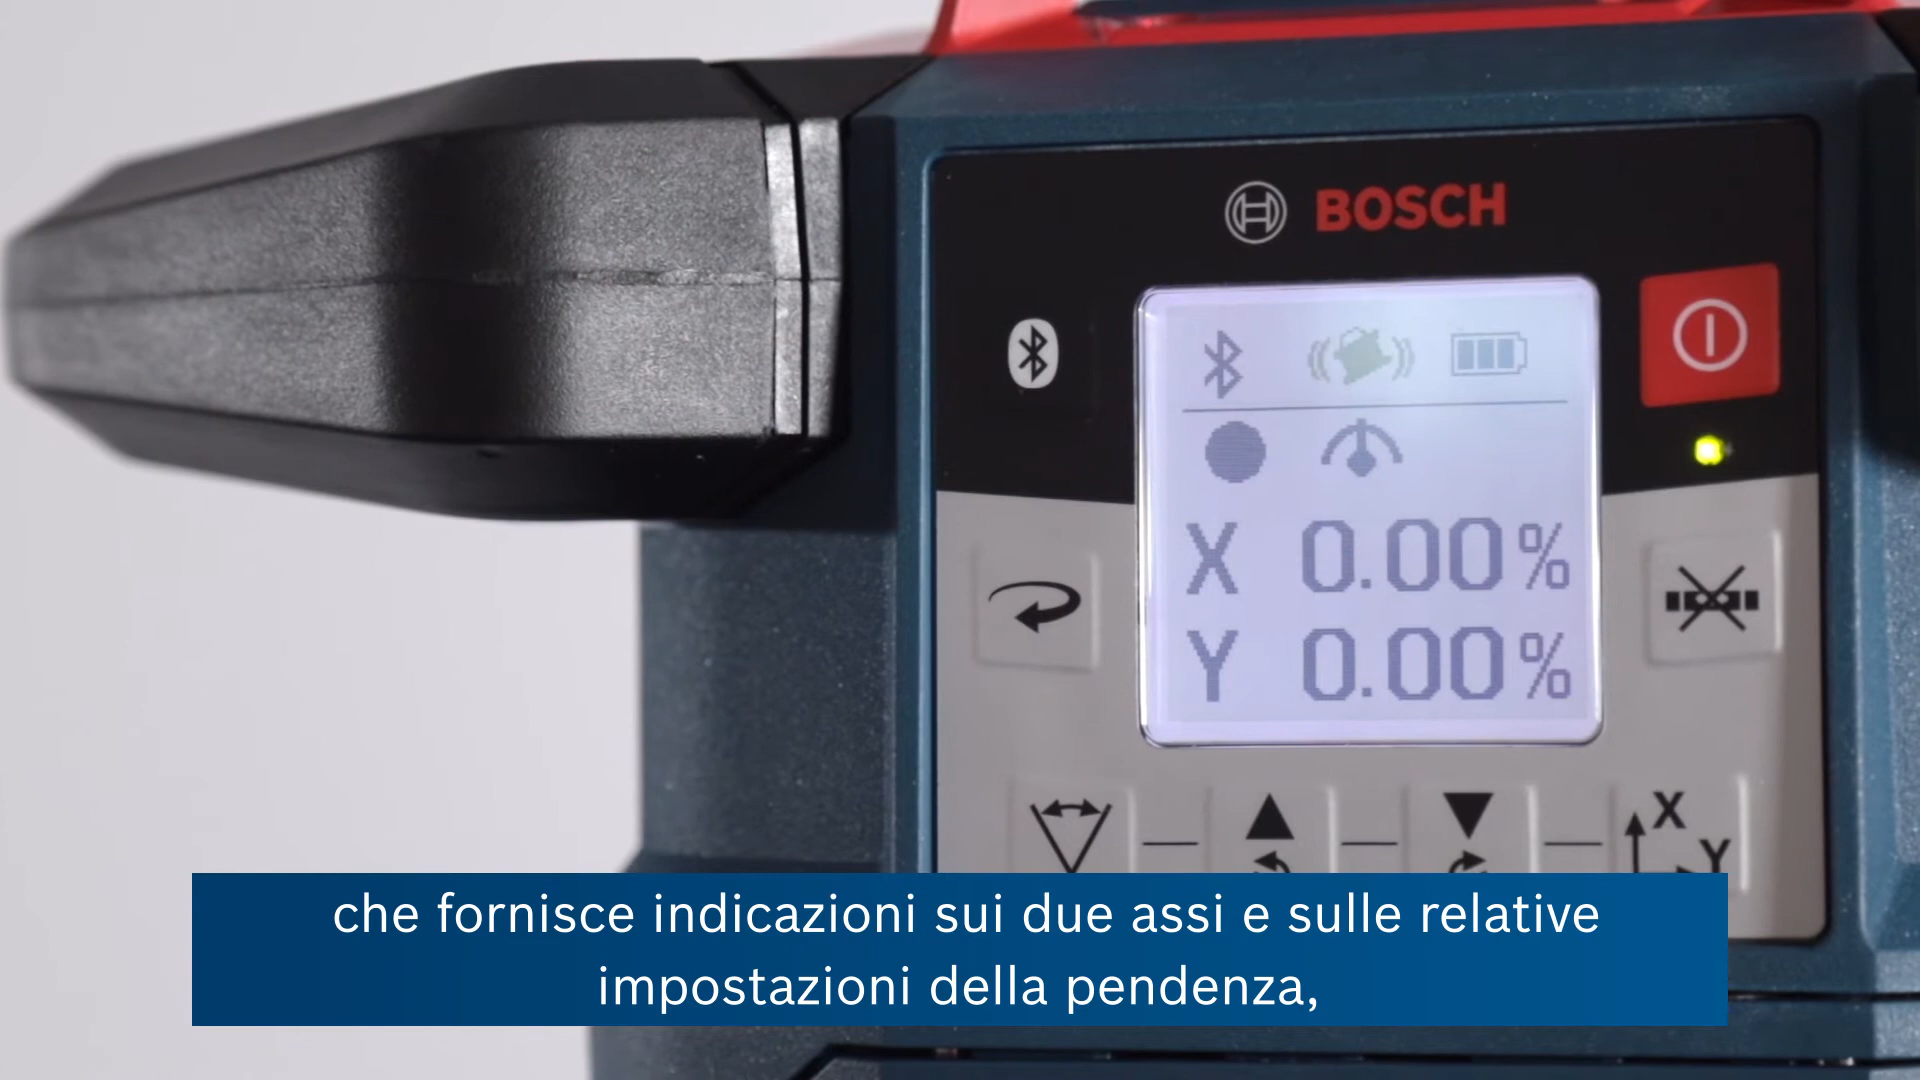 BOSCH
X 0.00%
Y 0.00%
X
Y
che fornisce indicazioni sui due assi e sulle relative
impostazioni della pendenza,